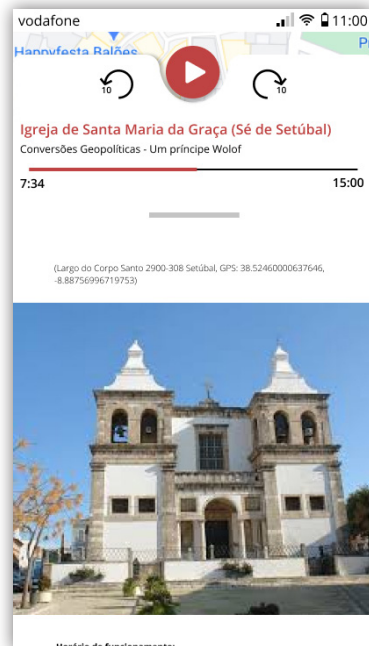 vodafone 11:00
Happyfesta Balões
10 10
Igreja de Santa Maria da Graça (Sé de Setúbal)
Conversões Geopolíticas - Um príncipe Wolof
7:34 15:00
(Largo do Corpo Santo 2900-308 Setúbal, GPS: 38.52460000637646,
-8.88756996719753)
Horário de funcionamento: